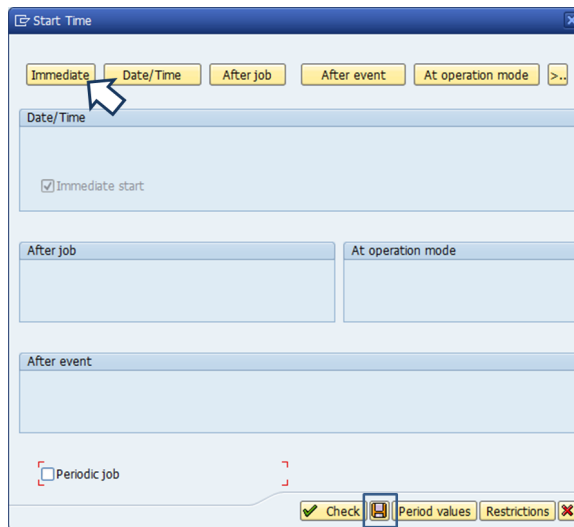 Start Time
Immediate Date/Time After job After event At operation mode >..
Date/Time
Immediate start
After job At operation mode
After event
Periodic job
Check Period values Restrictions